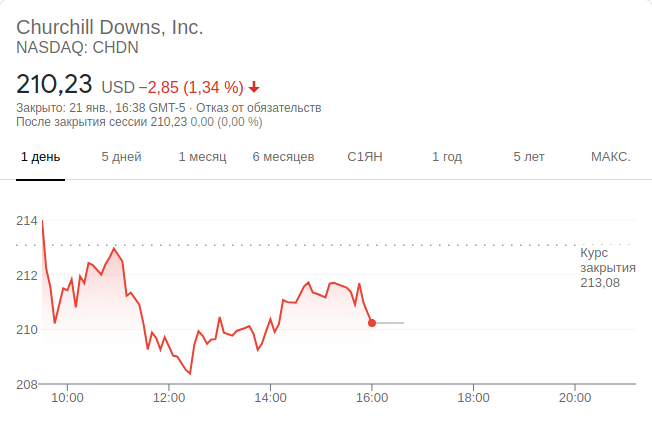 Churchill Downs, Inc.
NASDAQ: CHDN
210,23 USD −2,85 (1,34 %)
Закрыто: 21 янв., 16:38 GMT-5 · Отказ от обязательств
После закрытия сессии 210,23 0,00 (0,00 %)
1 день 5 дней 1 месяц 6 месяцев С1ЯН 1 год 5 лет МАКС.
214
Курс
закрытия
213,08
212
210
208
10:00 12:00 14:00 16:00 18:00 20:00